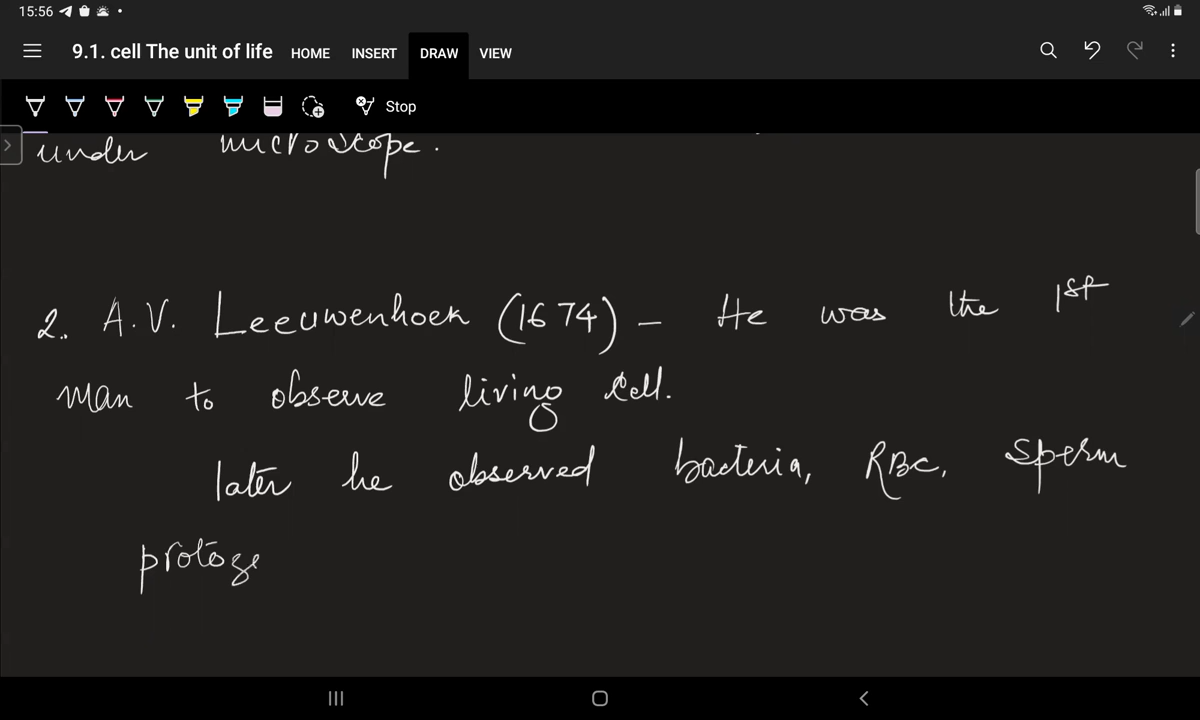 15:56
9.1. cell The unit of life HOME INSERT DRAW VIEW
Stop
under microscope.
2. A.V. Leeuwenhoek (1674) - He was the 1st
man to observe living Cell.
later he observed bacteria, RBC, sperm
protozo